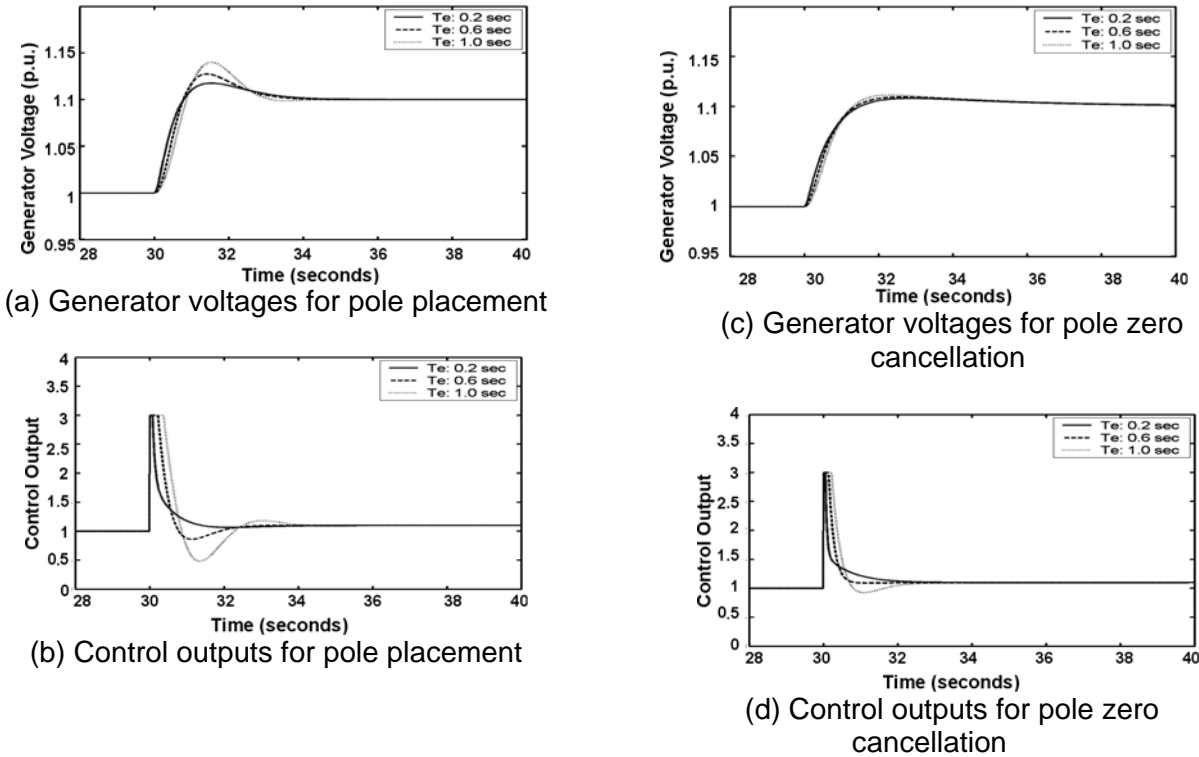 Te: 0.2 sec
Te: 0.6 sec
Te: 1.0 sec
Generator Voltage (p.u.)
1.15
1.1
1.05
1
0.95
28 30 32 34 36 38 40
Time (seconds)
(a) Generator voltages for pole placement
Te: 0.2 sec
Te: 0.6 sec
Te: 1.0 sec
Control Output
4
3.5
3
2.5
2
1.5
1
0.5
0
28 30 32 34 36 38 40
Time (seconds)
(b) Control outputs for pole placement
Te: 0.2 sec
Te: 0.6 sec
Te: 1.0 sec
Generator Voltage (p.u.)
1.15
1.1
1.05
1
0.95
28 30 32 34 36 38 40
Time (seconds)
(c) Generator voltages for pole zero
cancellation
Te: 0.2 sec
Te: 0.6 sec
Te: 1.0 sec
Control Output
4
3.5
3
2.5
2
1.5
1
0.5
0
28 30 32 34 36 38 40
Time (seconds)
(d) Control outputs for pole zero
cancellation